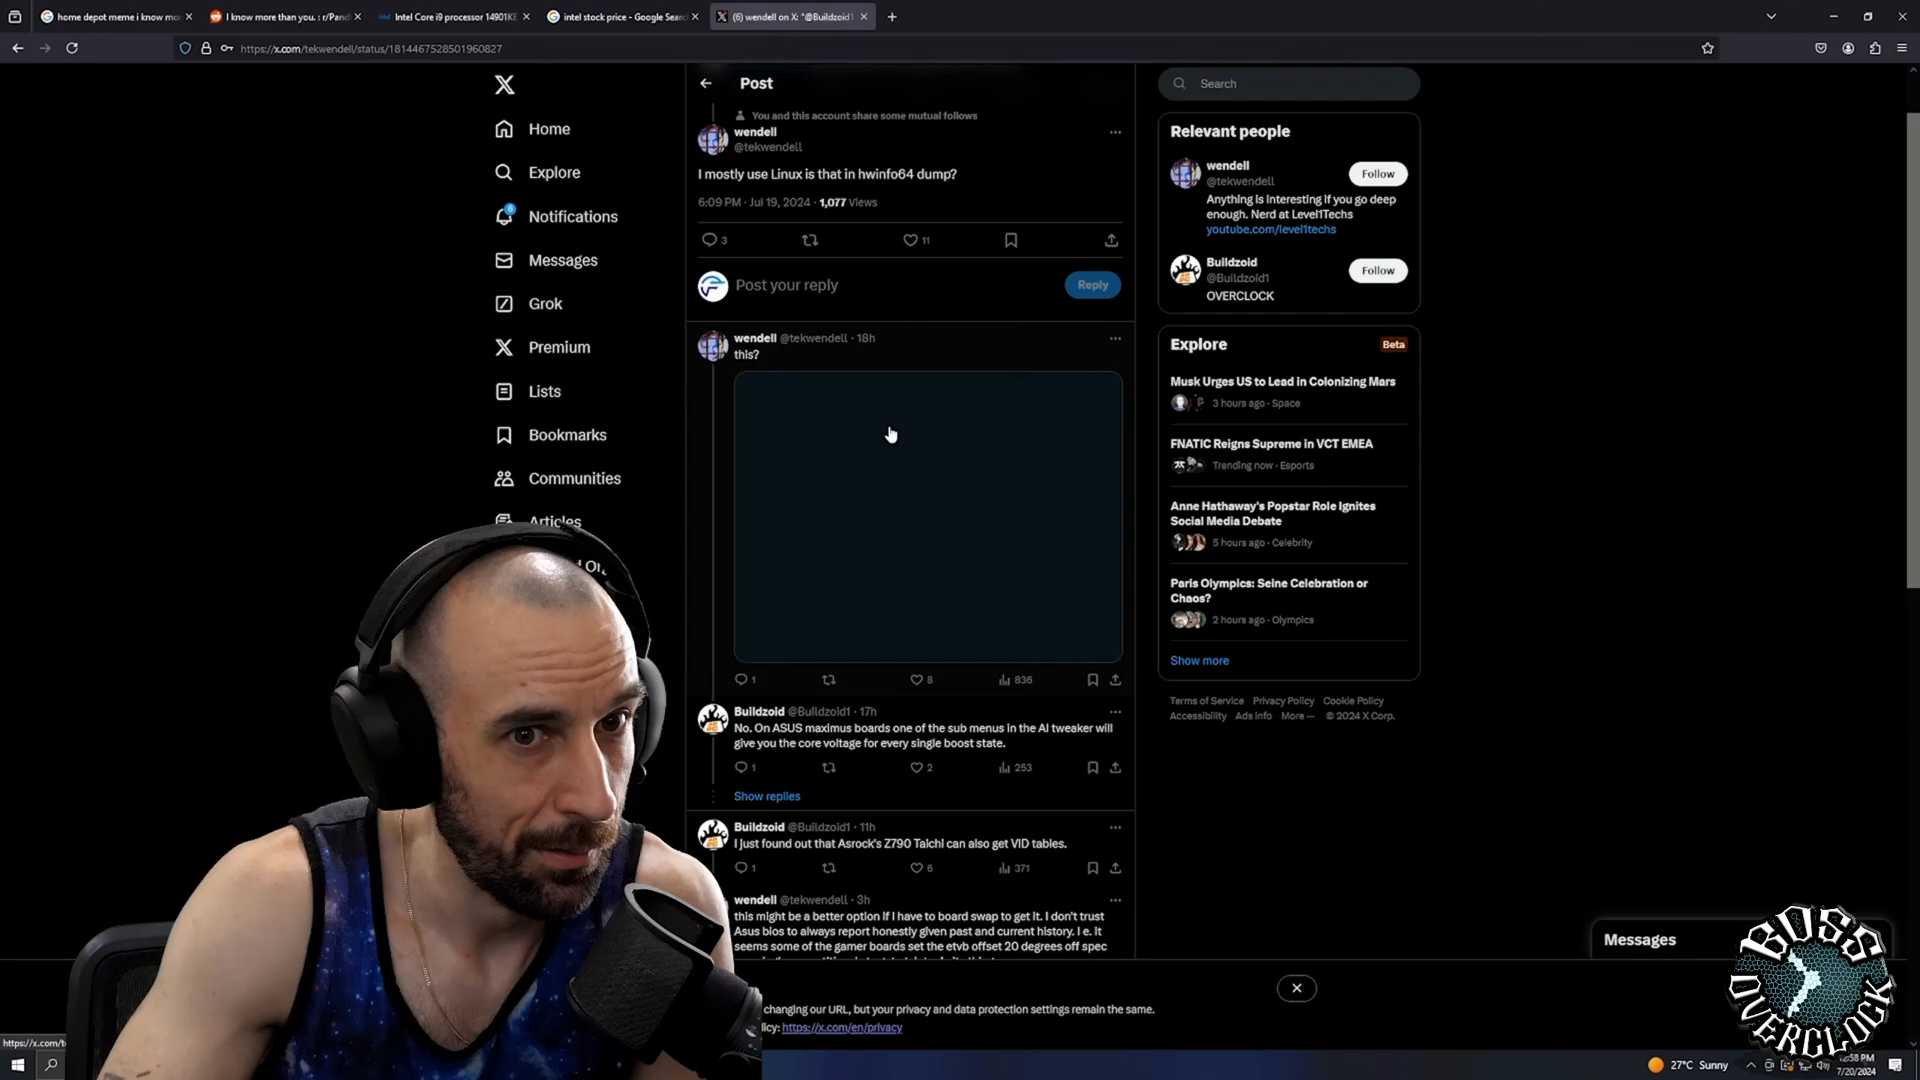 home depot meme i know mo
I know more than you. : r/Pand
Intel Core i9 processor 14901KE
intel stock price - Google Sear
(6) wendell on X: "@Buildzoid1
https://x.com/tekwendell/status/1814467528501960827
Home
Explore
Notifications
6
Messages
Grok
Premium
Lists
Bookmarks
Communities
Articles
Post
You and this account share some mutual follows
wendell
@tekwendell
I mostly use Linux is that in hwinfo64 dump?
6:09 PM · Jul 19, 2024 · 1,077 Views
3
11
Post your reply
Reply
wendell @tekwendell · 18h
this?
1
8
836
Buildzoid @Buildzoid1 · 17h
No. On ASUS maximus boards one of the sub menus in the AI tweaker will
give you the core voltage for every single boost state.
1
2
253
Show replies
Buildzoid @Buildzoid1 · 11h
I just found out that Asrock's Z790 Taichi can also get VID tables.
1
6
371
wendell @tekwendell · 3h
this might be a better option if I have to board swap to get it. I don't trust
Asus bios to always report honestly given past and current history. I e. it
seems some of the gamer boards set the etvb offset 20 degrees off spec
Search
Relevant people
wendell
@tekwendell
Follow
Anything is interesting if you go deep
enough. Nerd at Level1Techs
youtube.com/level1techs
Buildzoid
@Buildzoid1
Follow
OVERCLOCK
Explore
Beta
Musk Urges US to Lead in Colonizing Mars
3 hours ago · Space
FNATIC Reigns Supreme in VCT EMEA
Trending now · Esports
Anne Hathaway's Popstar Role Ignites
Social Media Debate
5 hours ago · Celebrity
Paris Olympics: Seine Celebration or
Chaos?
2 hours ago · Olympics
Show more
Terms of Service Privacy Policy Cookie Policy
Accessibility Ads info More ··· © 2024 X Corp.
Messages
changing our URL, but your privacy and data protection settings remain the same.
licy: https://x.com/en/privacy
https://x.com/t
27°C Sunny
12:58 PM
7/20/2024
BOSS
OVERCLOCK